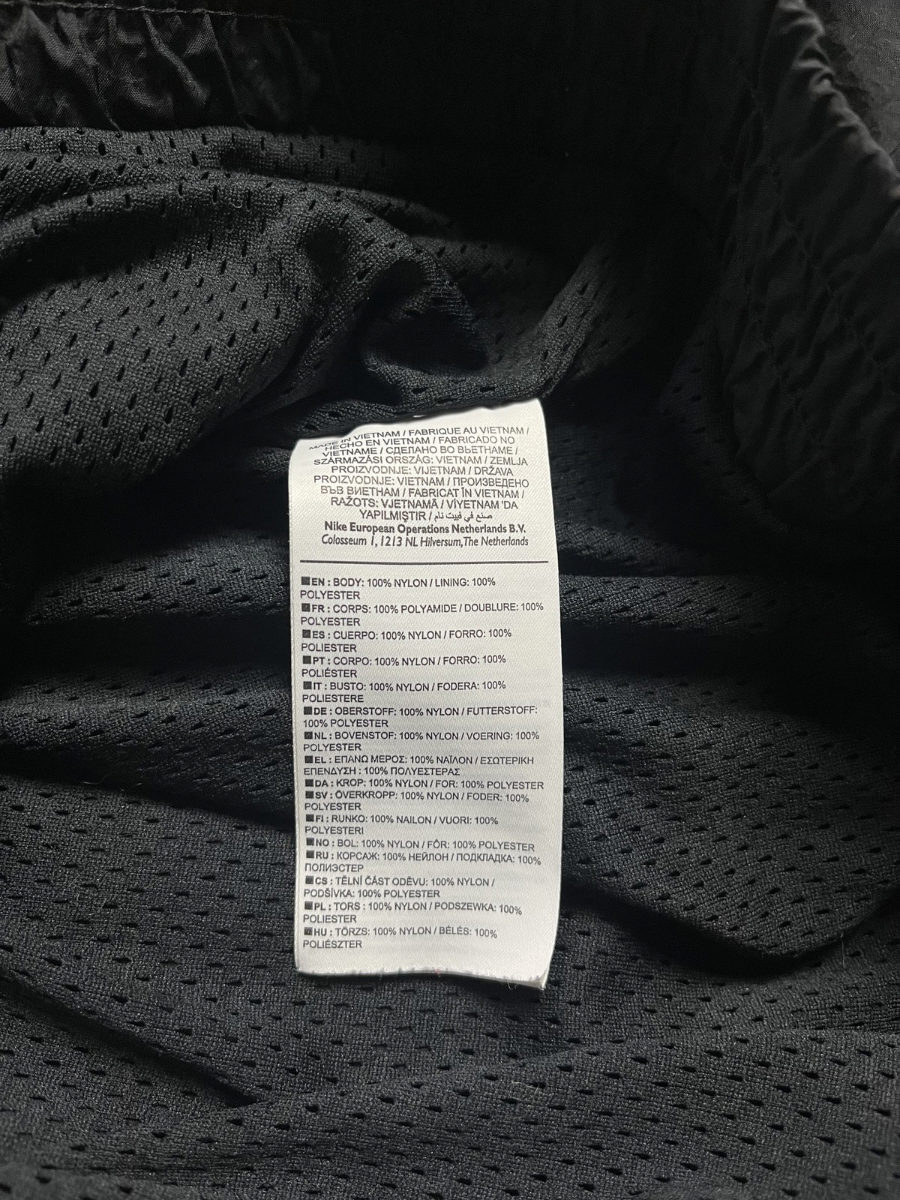 MADE IN VIETNAM / FABRIQUE AU VIETNAM /
HECHO EN VIETNAM / FABRICADO NO
VIETNAME / СДЕЛАНО ВО ВЬЕТНАМЕ /
SZÁRMAZÁSI ORSZÁG: VIETNAM / ZEMLJA
PROIZVODNJE: VIJETNAM / DRŽAVA
PROIZVODNJE: VIETNAM / ПРОИЗВЕДЕНО
ВЪВ ВИЕТНАМ / FABRICAT ÎN VIETNAM /
RAŽOTS: VJETNAMĀ / VİYETNAM 'DA
YAPILMIŞTIR / صنع في فييت نام
Nike European Operations Netherlands B.V.
Colosseum 1, 1213 NL Hilversum, The Netherlands
EN : BODY: 100% NYLON / LINING: 100%
POLYESTER
FR : CORPS: 100% POLYAMIDE / DOUBLURE: 100%
POLYESTER
ES : CUERPO: 100% NYLON / FORRO: 100%
POLIESTER
PT : CORPO: 100% NYLON / FORRO: 100%
POLIÉSTER
IT : BUSTO: 100% NYLON / FODERA: 100%
POLIESTERE
DE : OBERSTOFF: 100% NYLON / FUTTERSTOFF:
100% POLYESTER
NL : BOVENSTOF: 100% NYLON / VOERING: 100%
POLYESTER
EL : ΕΠΑΝΩ ΜΕΡΟΣ: 100% ΝΑΪΛΟΝ / ΕΣΩΤΕΡΙΚΗ
ΕΠΕΝΔΥΣΗ : 100% ΠΟΛΥΕΣΤΕΡΑΣ
DA : KROP: 100% NYLON / FOR: 100% POLYESTER
SV : ÖVERKROPP: 100% NYLON / FODER: 100%
POLYESTER
FI : RUNKO: 100% NAILON / VUORI: 100%
POLYESTERI
NO : BOL: 100% NYLON / FÔR: 100% POLYESTER
RU : КОРСАЖ: 100% НЕЙЛОН / ПОДКЛАДКА: 100%
ПОЛИЭСТЕР
CS : TĚLNÍ ČÁST ODĚVU: 100% NYLON /
PODŠÍVKA: 100% POLYESTER
PL : TORS : 100% NYLON / PODSZEWKA: 100%
POLIESTER
HU : TÖRZS: 100% NYLON / BÉLÉS: 100%
POLIÉSZTER